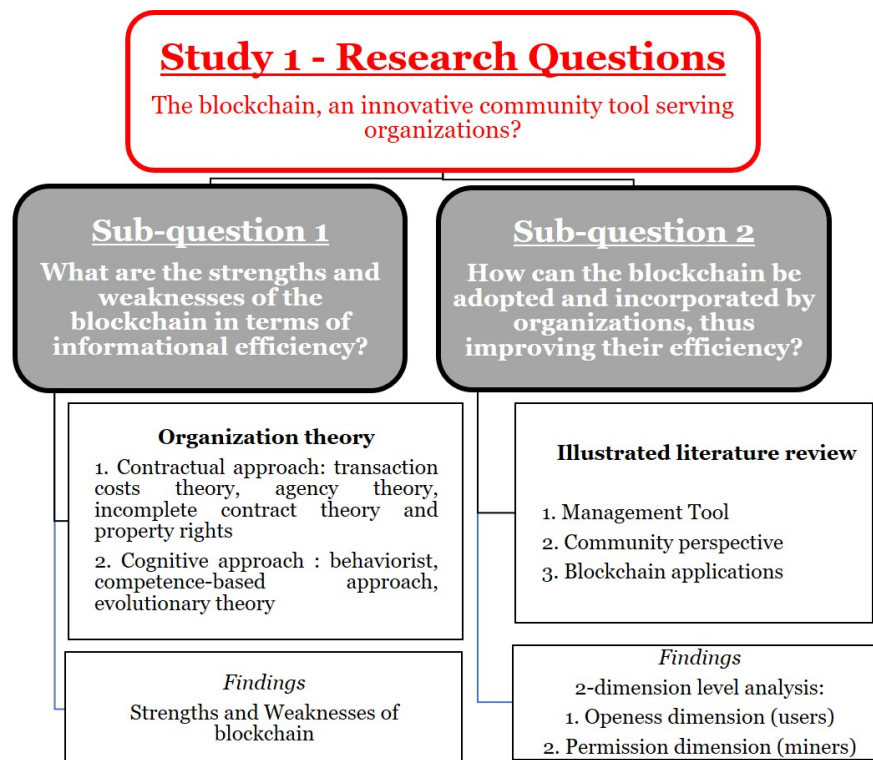 Study 1 - Research Questions
The blockchain, an innovative community tool serving
organizations?
Sub-question 1
What are the strengths and
weaknesses of the
blockchain in terms of
informational efficiency?
Sub-question 2
How can the blockchain be
adopted and incorporated by
organizations, thus
improving their efficiency?
Organization theory
1. Contractual approach: transaction
costs theory, agency theory,
incomplete contract theory and
property rights
2. Cognitive approach : behaviorist,
competence-based approach,
evolutionary theory
Illustrated literature review
1. Management Tool
2. Community perspective
3. Blockchain applications
Findings
Strengths and Weaknesses of
blockchain
Findings
2-dimension level analysis:
1. Openess dimension (users)
2. Permission dimension (miners)